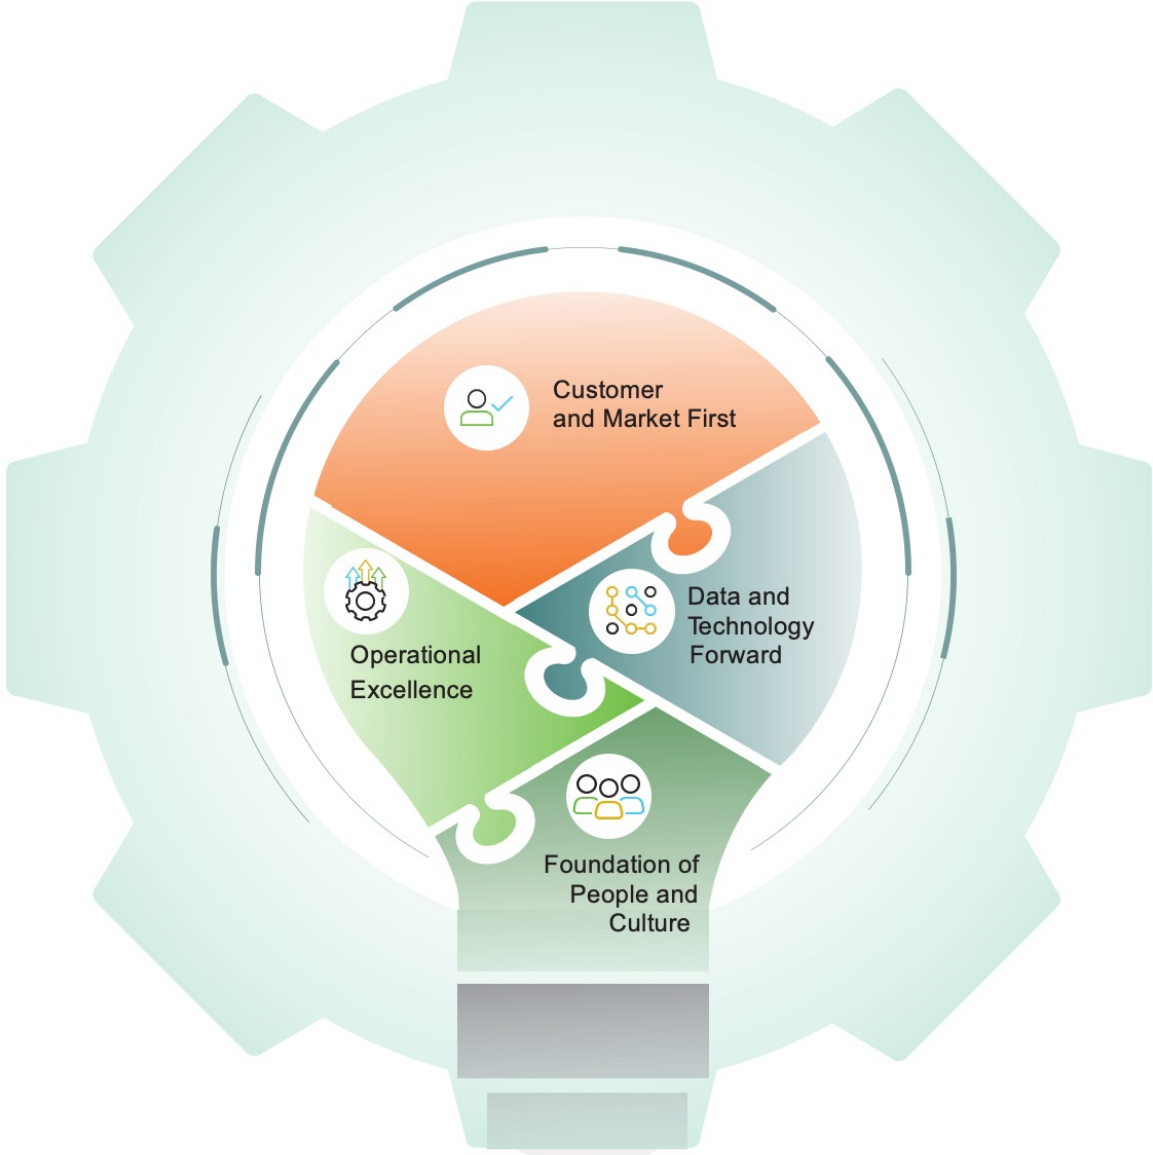 Customer
and Market First
Data and
Technology
Forward
Operational
Excellence
Foundation of
People and
Culture